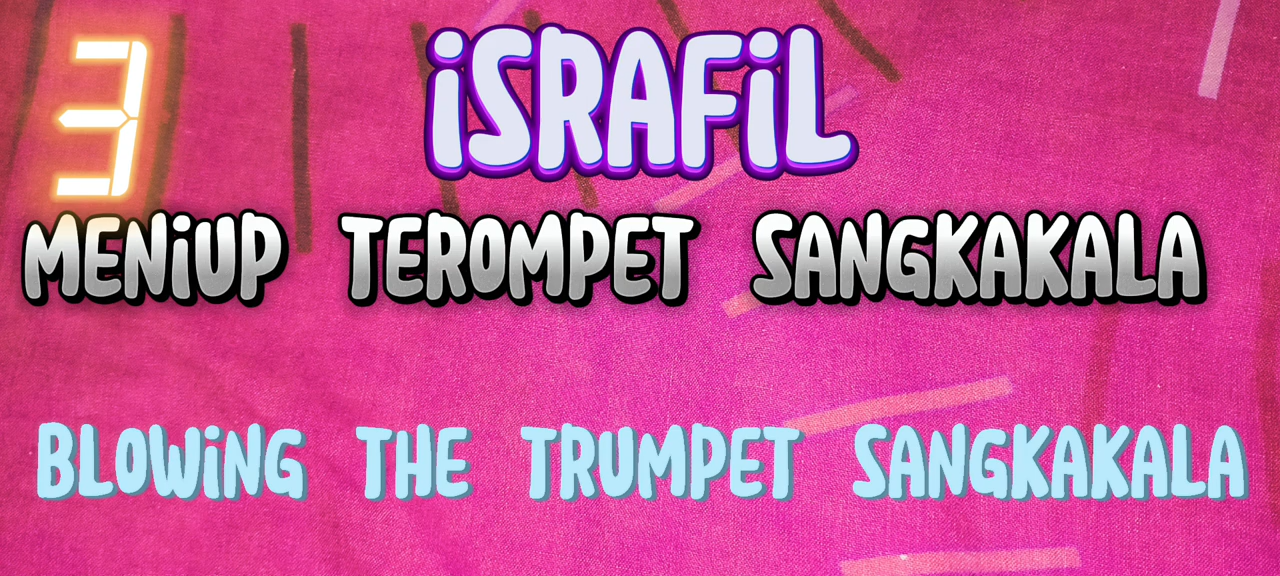 3
iSRAFiL
MENiUP TEROMPET SANGKAKALA
BLOWiNG THE TRUMPET SANGKAKALA